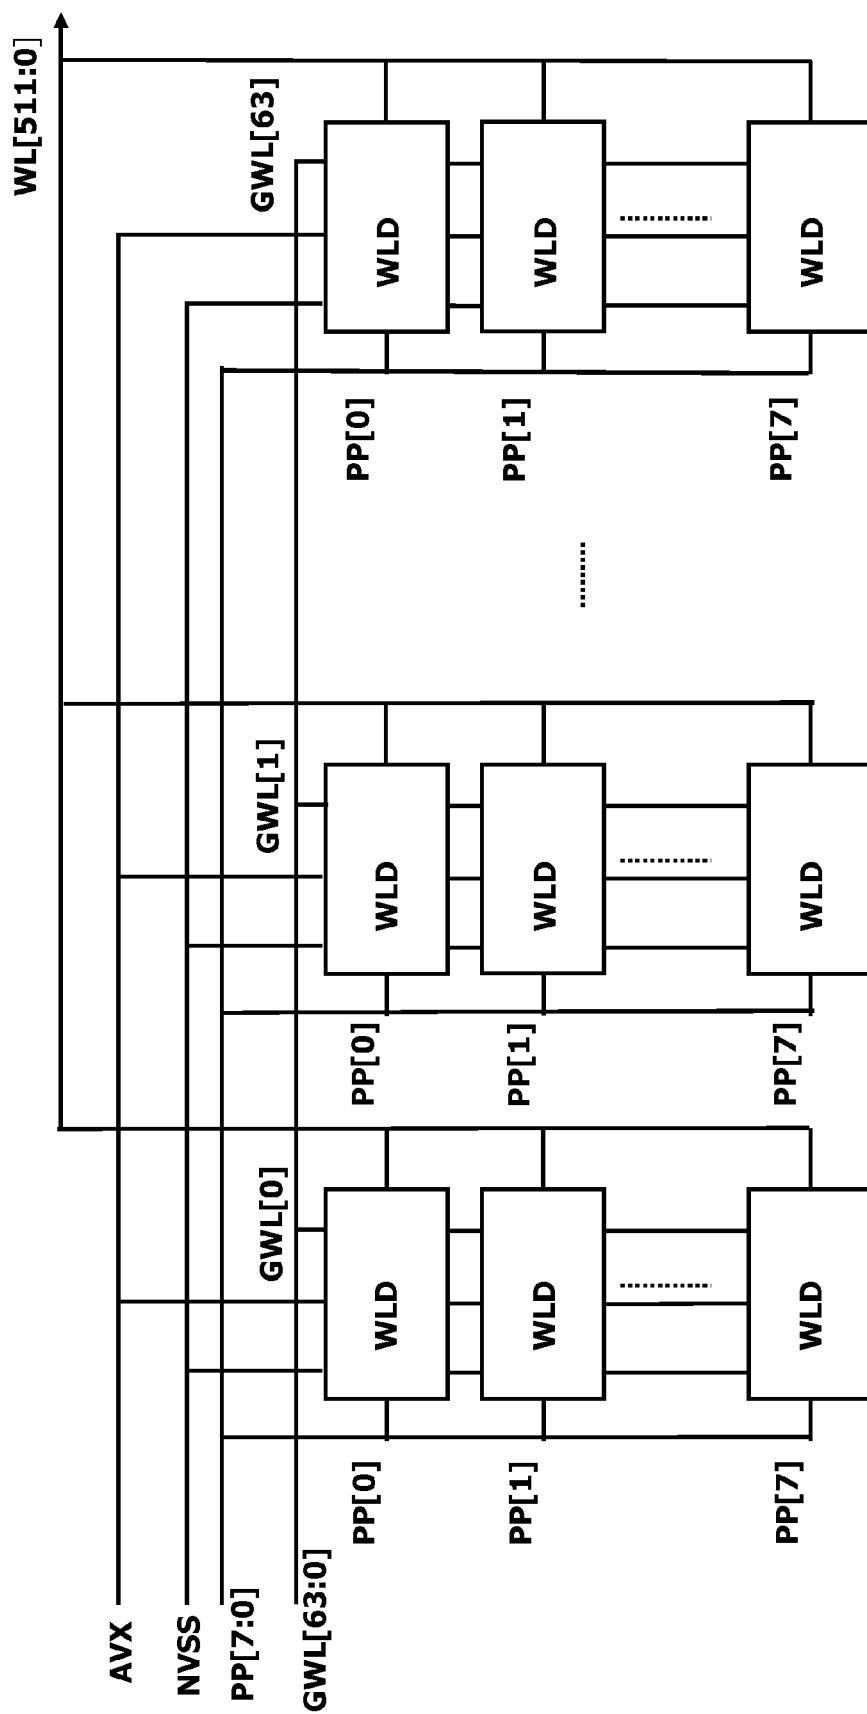 WL[511:0]
GWL[63]
WLD
WLD
WLD
PP[0]
PP[1]
PP[7]
GWL[1]
WLD
WLD
WLD
PP[0]
PP[1]
PP[7]
GWL[0]
WLD
WLD
WLD
PP[0]
PP[1]
PP[7]
AVX
NVSS
PP[7:0]
GWL[63:0]